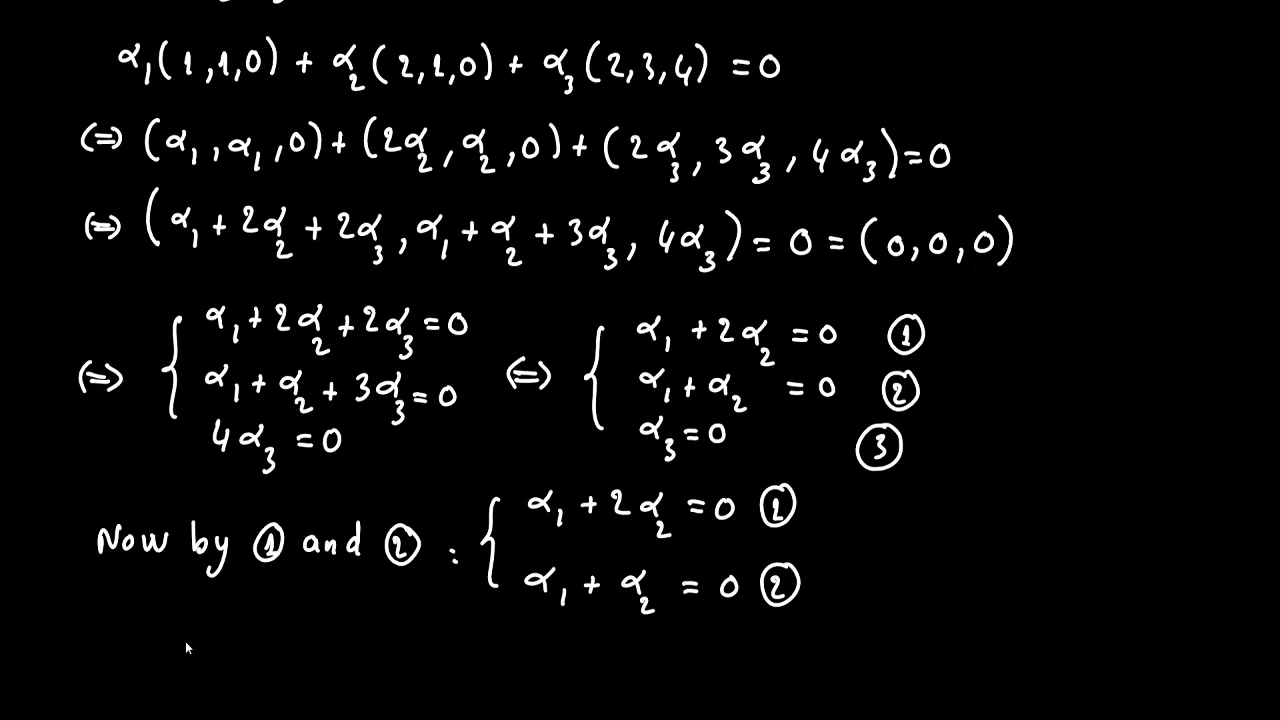 α₁(1,1,0) + α₂(2,1,0) + α₃(2,3,4) = 0
(=) (α₁,α₁,0)+(2α₂,α₂,0)+(2α₃,3α₃,4α₃)=0
(=) (α₁+2α₂+2α₃,α₁+α₂+3α₃,4α₃)=0=(0,0,0)
(=) { α₁+2α₂+2α₃=0 (=) { α₁+2α₂=0 ①
α₁+α₂+3α₃=0 α₁+α₂=0 ②
4α₃=0 α₃=0 ③
Now by ① and ② : { α₁+2α₂=0 ①
α₁+α₂=0 ②